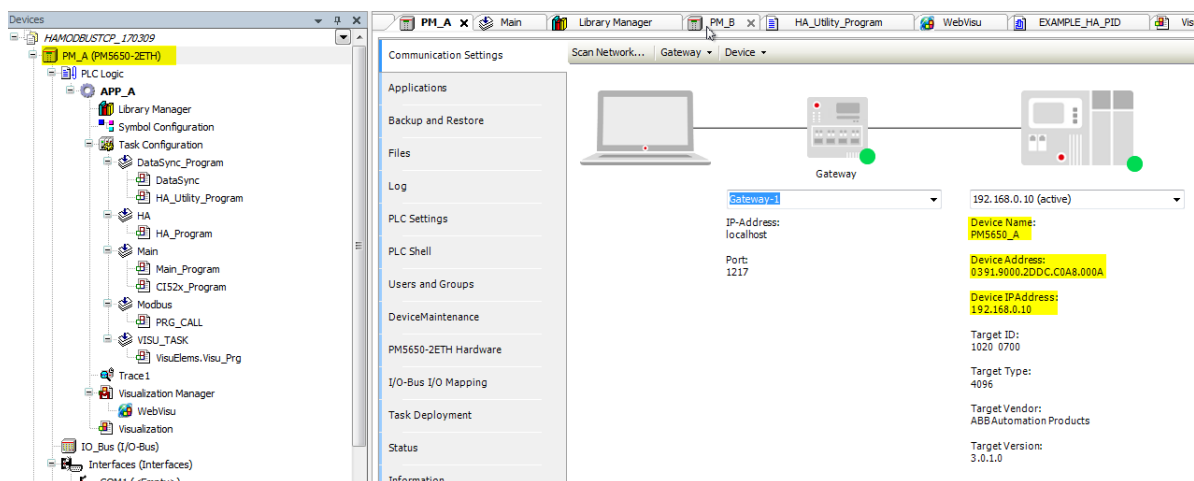 Devices
HAMODBUSTCP_170309
PM_A (PM5650-2ETH)
PLC Logic
APP_A
Library Manager
Symbol Configuration
Task Configuration
DataSync_Program
DataSync
HA_Utility_Program
HA
HA_Program
Main
Main_Program
CI52x_Program
Modbus
PRG_CALL
VISU_TASK
VisuElems.Visu_Prg
Trace1
Visualization Manager
WebVisu
Visualization
IO_Bus (I/O-Bus)
Interfaces (Interfaces)
PM_A Main Library Manager PM_B HA_Utility_Program WebVisu EXAMPLE_HA_PID Vis
Communication Settings
Applications
Backup and Restore
Files
Log
PLC Settings
PLC Shell
Users and Groups
DeviceMaintenance
PM5650-2ETH Hardware
I/O-Bus I/O Mapping
Task Deployment
Status
Information
Scan Network... Gateway Device
Gateway
Gateway-1
IP-Address:
localhost
Port:
1217
192.168.0.10 (active)
Device Name:
PM5650_A
Device Address:
0391.9000.2DDC.C0A8.000A
Device IPAddress:
192.168.0.10
Target ID:
1020 0700
Target Type:
4096
Target Vendor:
ABB Automation Products
Target Version:
3.0.1.0